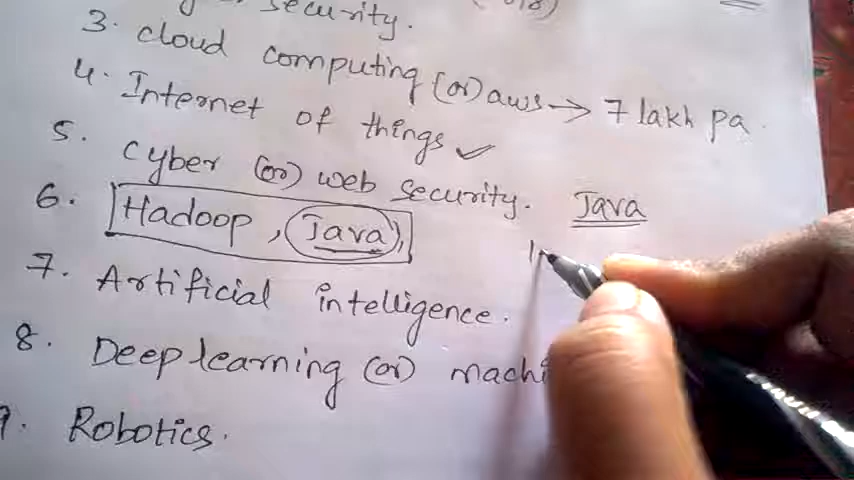 security.
3. cloud computing (or) aws → 7 lakh pa.
4. Internet of things ✓
5. cyber (or) web security.
6. Hadoop, Java), Java
7. Artificial intelligence.
8. Deep learning (or) machi
9. Robotics.